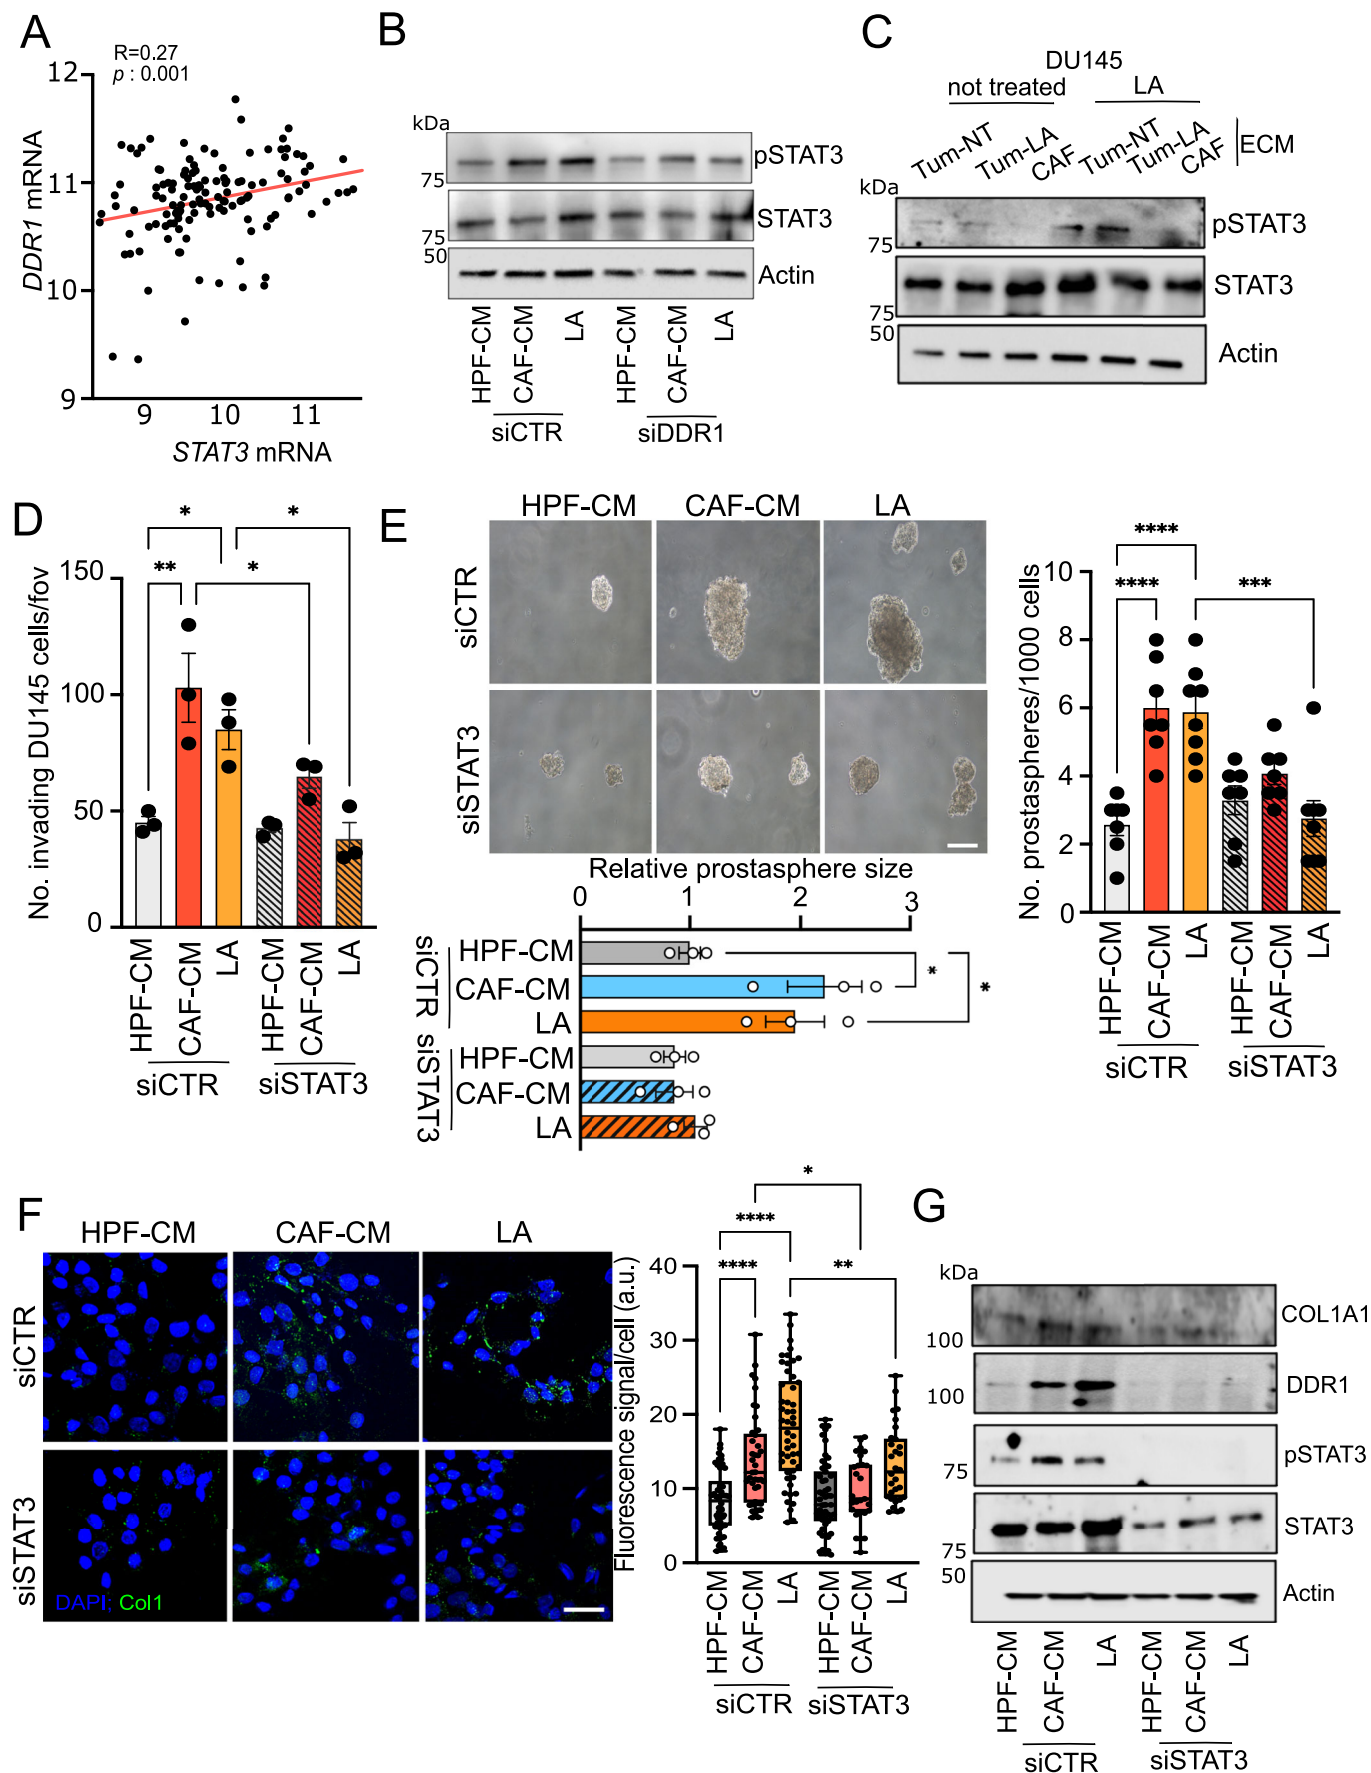 A
R=0.27
p : 0.001
12
11
10
9
DDR1 mRNA
9 10 11
STAT3 mRNA
B
kDa
pSTAT3
75
STAT3
75
50
Actin
HPF-CM
CAF-CM
LA
HPF-CM
CAF-CM
LA
siCTR
siDDR1
C
DU145
not treated
LA
Tum-NT
Tum-LA
CAF
Tum-NT
Tum-LA
CAF
ECM
kDa
pSTAT3
75
STAT3
75
50
Actin
D
* *
** *
150
100
50
0
No. invading DU145 cells/fov
HPF-CM
CAF-CM
LA
HPF-CM
CAF-CM
LA
siCTR
siSTAT3
E
HPF-CM CAF-CM LA
siCTR
siSTAT3
Relative prostasphere size
0 1 2 3
siCTR
HPF-CM
CAF-CM
LA
siSTAT3
HPF-CM
CAF-CM
LA
*
*
****
**** ***
10
8
6
4
2
0
No. prostaspheres/1000 cells
HPF-CM
CAF-CM
LA
HPF-CM
CAF-CM
LA
siCTR
siSTAT3
F
HPF-CM CAF-CM LA
siCTR
siSTAT3
DAPI; Col1
*
****
**** **
40
30
20
10
0
Fluorescence signal/cell (a.u.)
HPF-CM
CAF-CM
LA
HPF-CM
CAF-CM
LA
siCTR
siSTAT3
G
kDa
COL1A1
100
DDR1
100
pSTAT3
75
STAT3
75
50
Actin
HPF-CM
CAF-CM
LA
HPF-CM
CAF-CM
LA
siCTR
siSTAT3